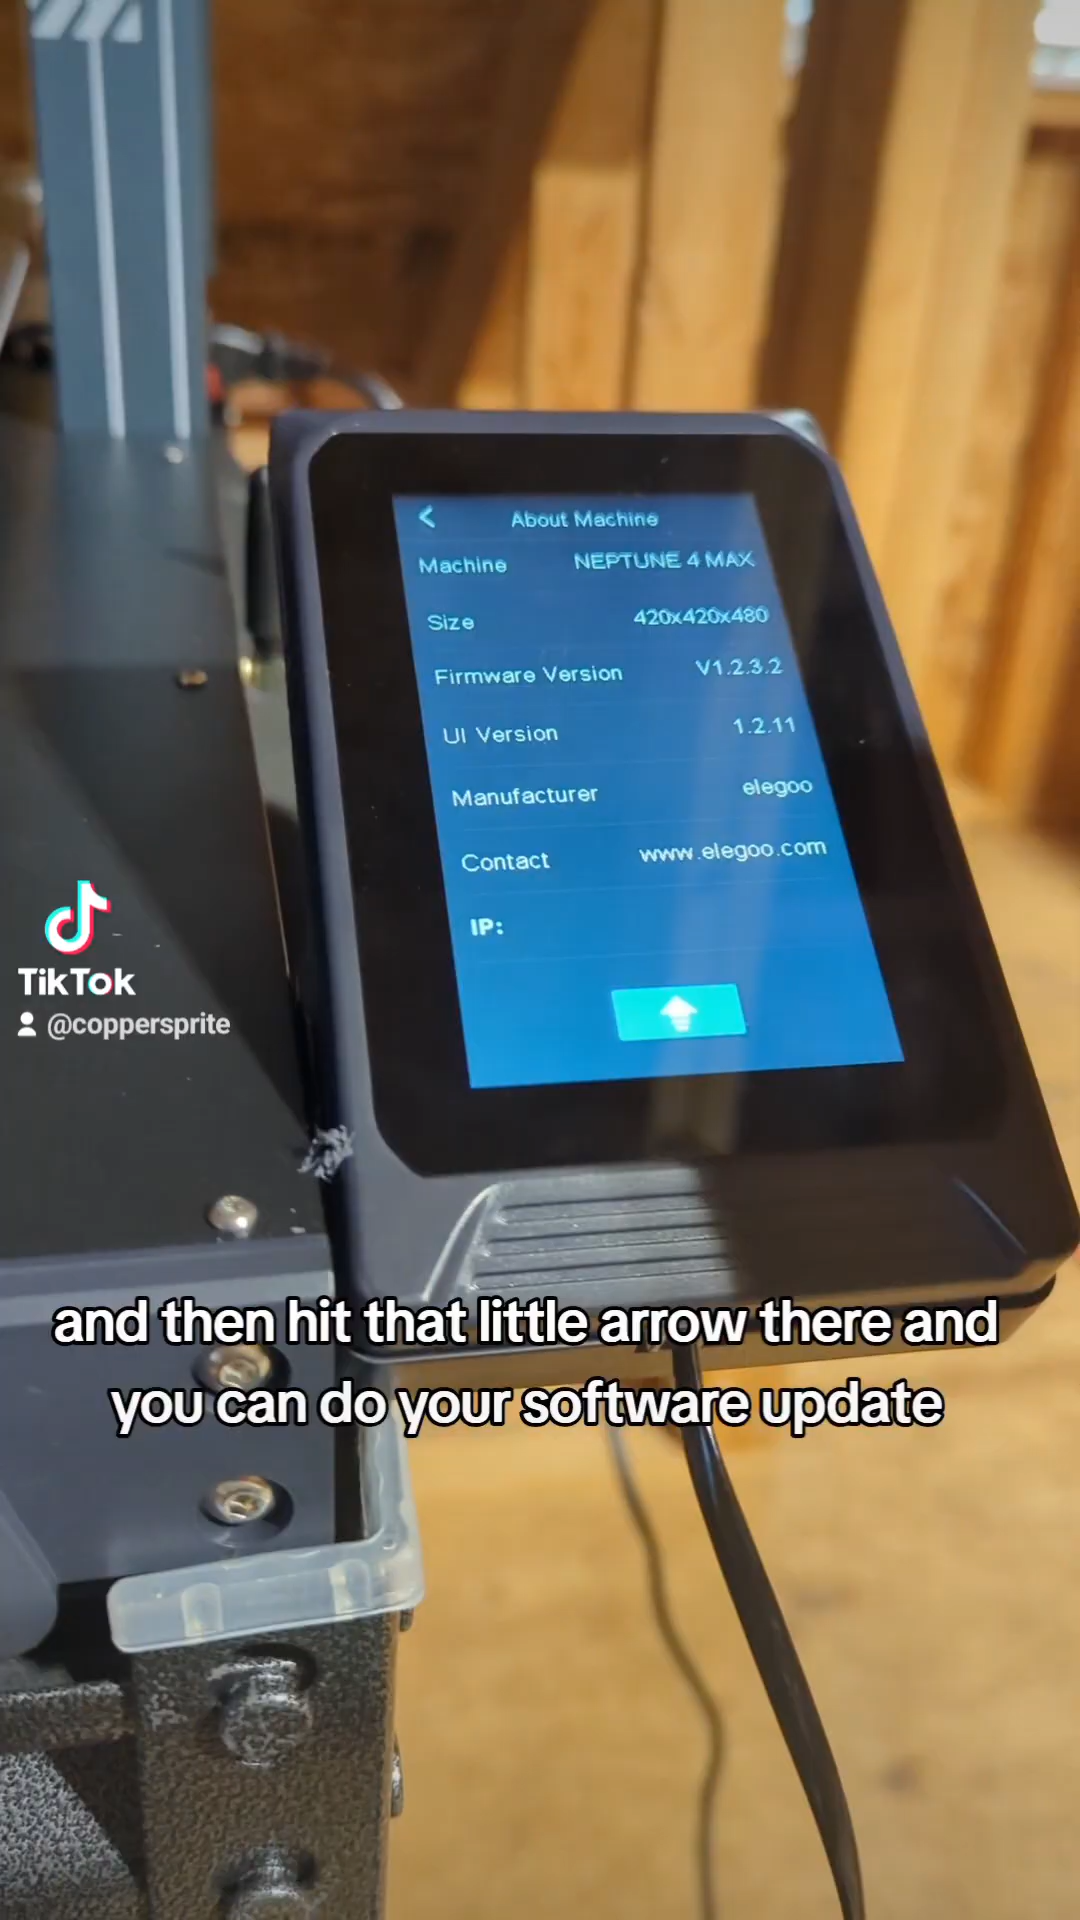 About Machine
Machine NEPTUNE 4 MAX
Size 420x420x480
Firmware Version V1.2.3.2
UI Version 1.2.11
Manufacturer elegoo
Contact www.elegoo.com
IP:
TikTok
@coppersprite
and then hit that little arrow there and
you can do your software update